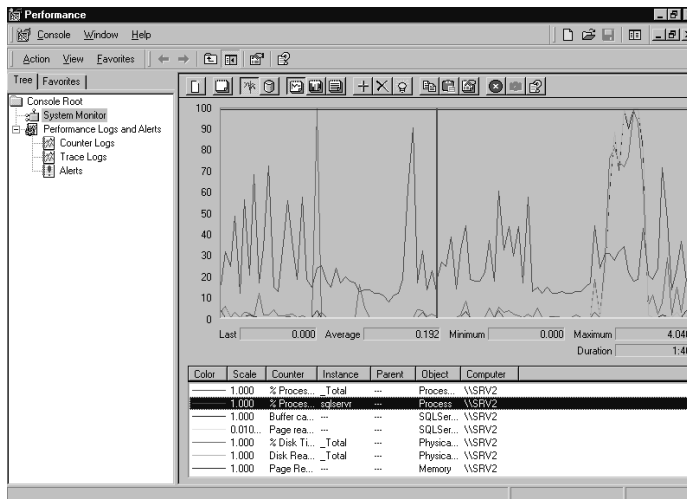 Performance
Console Window Help
Action View Favorites
Tree Favorites
Console Root
System Monitor
Performance Logs and Alerts
Counter Logs
Trace Logs
Alerts
100
90
80
70
60
50
40
30
20
10
0
Last 0.000 Average 0.192 Minimum 0.000 Maximum 4.040
Duration 1:40
Color Scale Counter Instance Parent Object Computer
1.000 % Proces... _Total --- Proces... \\SRV2
1.000 % Proces... sqlservr --- Process \\SRV2
1.000 Buffer ca... --- --- SQLSer... \\SRV2
0.010... Page rea... --- --- SQLSer... \\SRV2
1.000 % Disk Ti... _Total --- Physica... \\SRV2
1.000 Disk Rea... _Total --- Physica... \\SRV2
1.000 Page Re... --- --- Memory \\SRV2